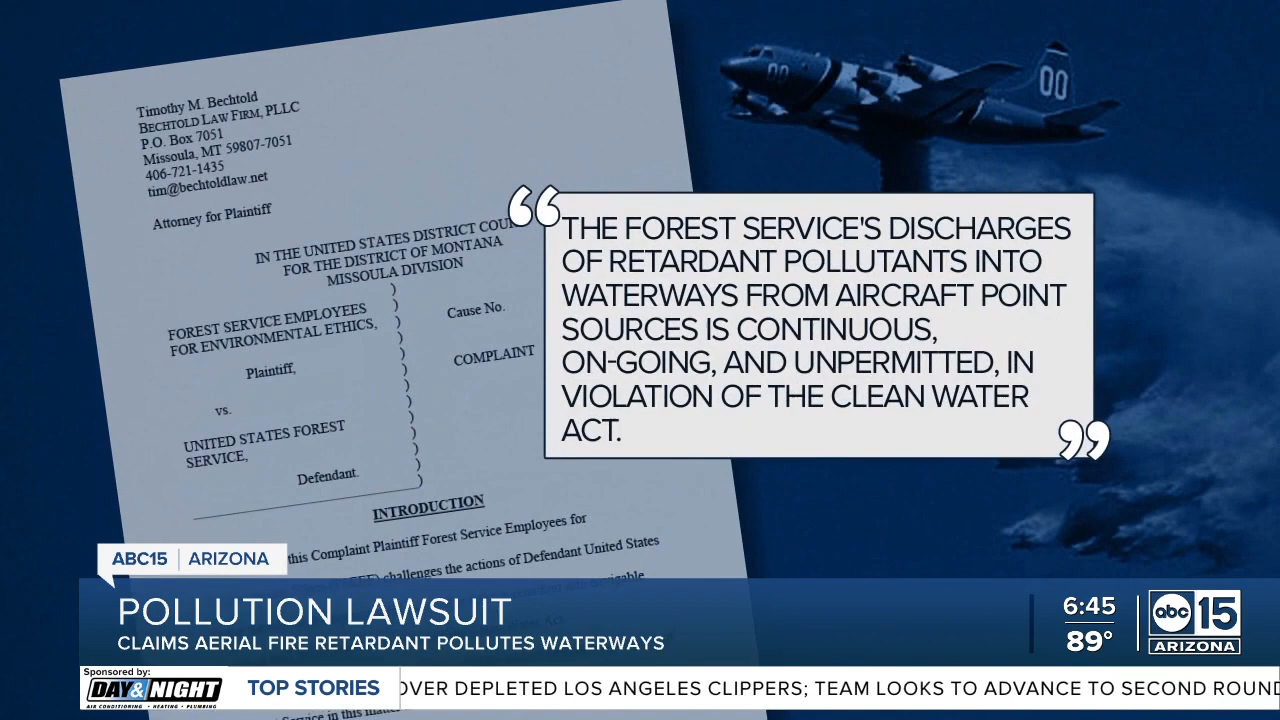 Timothy M. Bechtold
BECHTOLD LAW FIRM, PLLC
P.O. Box 7051
Missoula, MT 59807-7051
406-721-1435
tim@bechtoldlaw.net
Attorney for Plaintiff
IN THE UNITED STATES DISTRICT COU
FOR THE DISTRICT OF MONTANA
MISSOULA DIVISION
FOREST SERVICE EMPLOYEES
FOR ENVIRONMENTAL ETHICS,
Plaintiff,
vs.
UNITED STATES FOREST
SERVICE,
Defendant.
)
)
)
)
)
)
)
)
)
)
)
)
Cause No.
COMPLAINT
INTRODUCTION
this Complaint Plaintiff Forest Service Employees for
challenges the actions of Defendant United States
Service in this
00
00
“
THE FOREST SERVICE'S DISCHARGES
OF RETARDANT POLLUTANTS INTO
WATERWAYS FROM AIRCRAFT POINT
SOURCES IS CONTINUOUS,
ON-GOING, AND UNPERMITTED, IN
VIOLATION OF THE CLEAN WATER
ACT.
”
ABC15 | ARIZONA
POLLUTION LAWSUIT
CLAIMS AERIAL FIRE RETARDANT POLLUTES WATERWAYS
6:45
89°
abc 15
ARIZONA
Sponsored by:
DAY & NIGHT
AIR CONDITIONING • HEATING • PLUMBING
TOP STORIES
OVER DEPLETED LOS ANGELES CLIPPERS; TEAM LOOKS TO ADVANCE TO SECOND ROUND